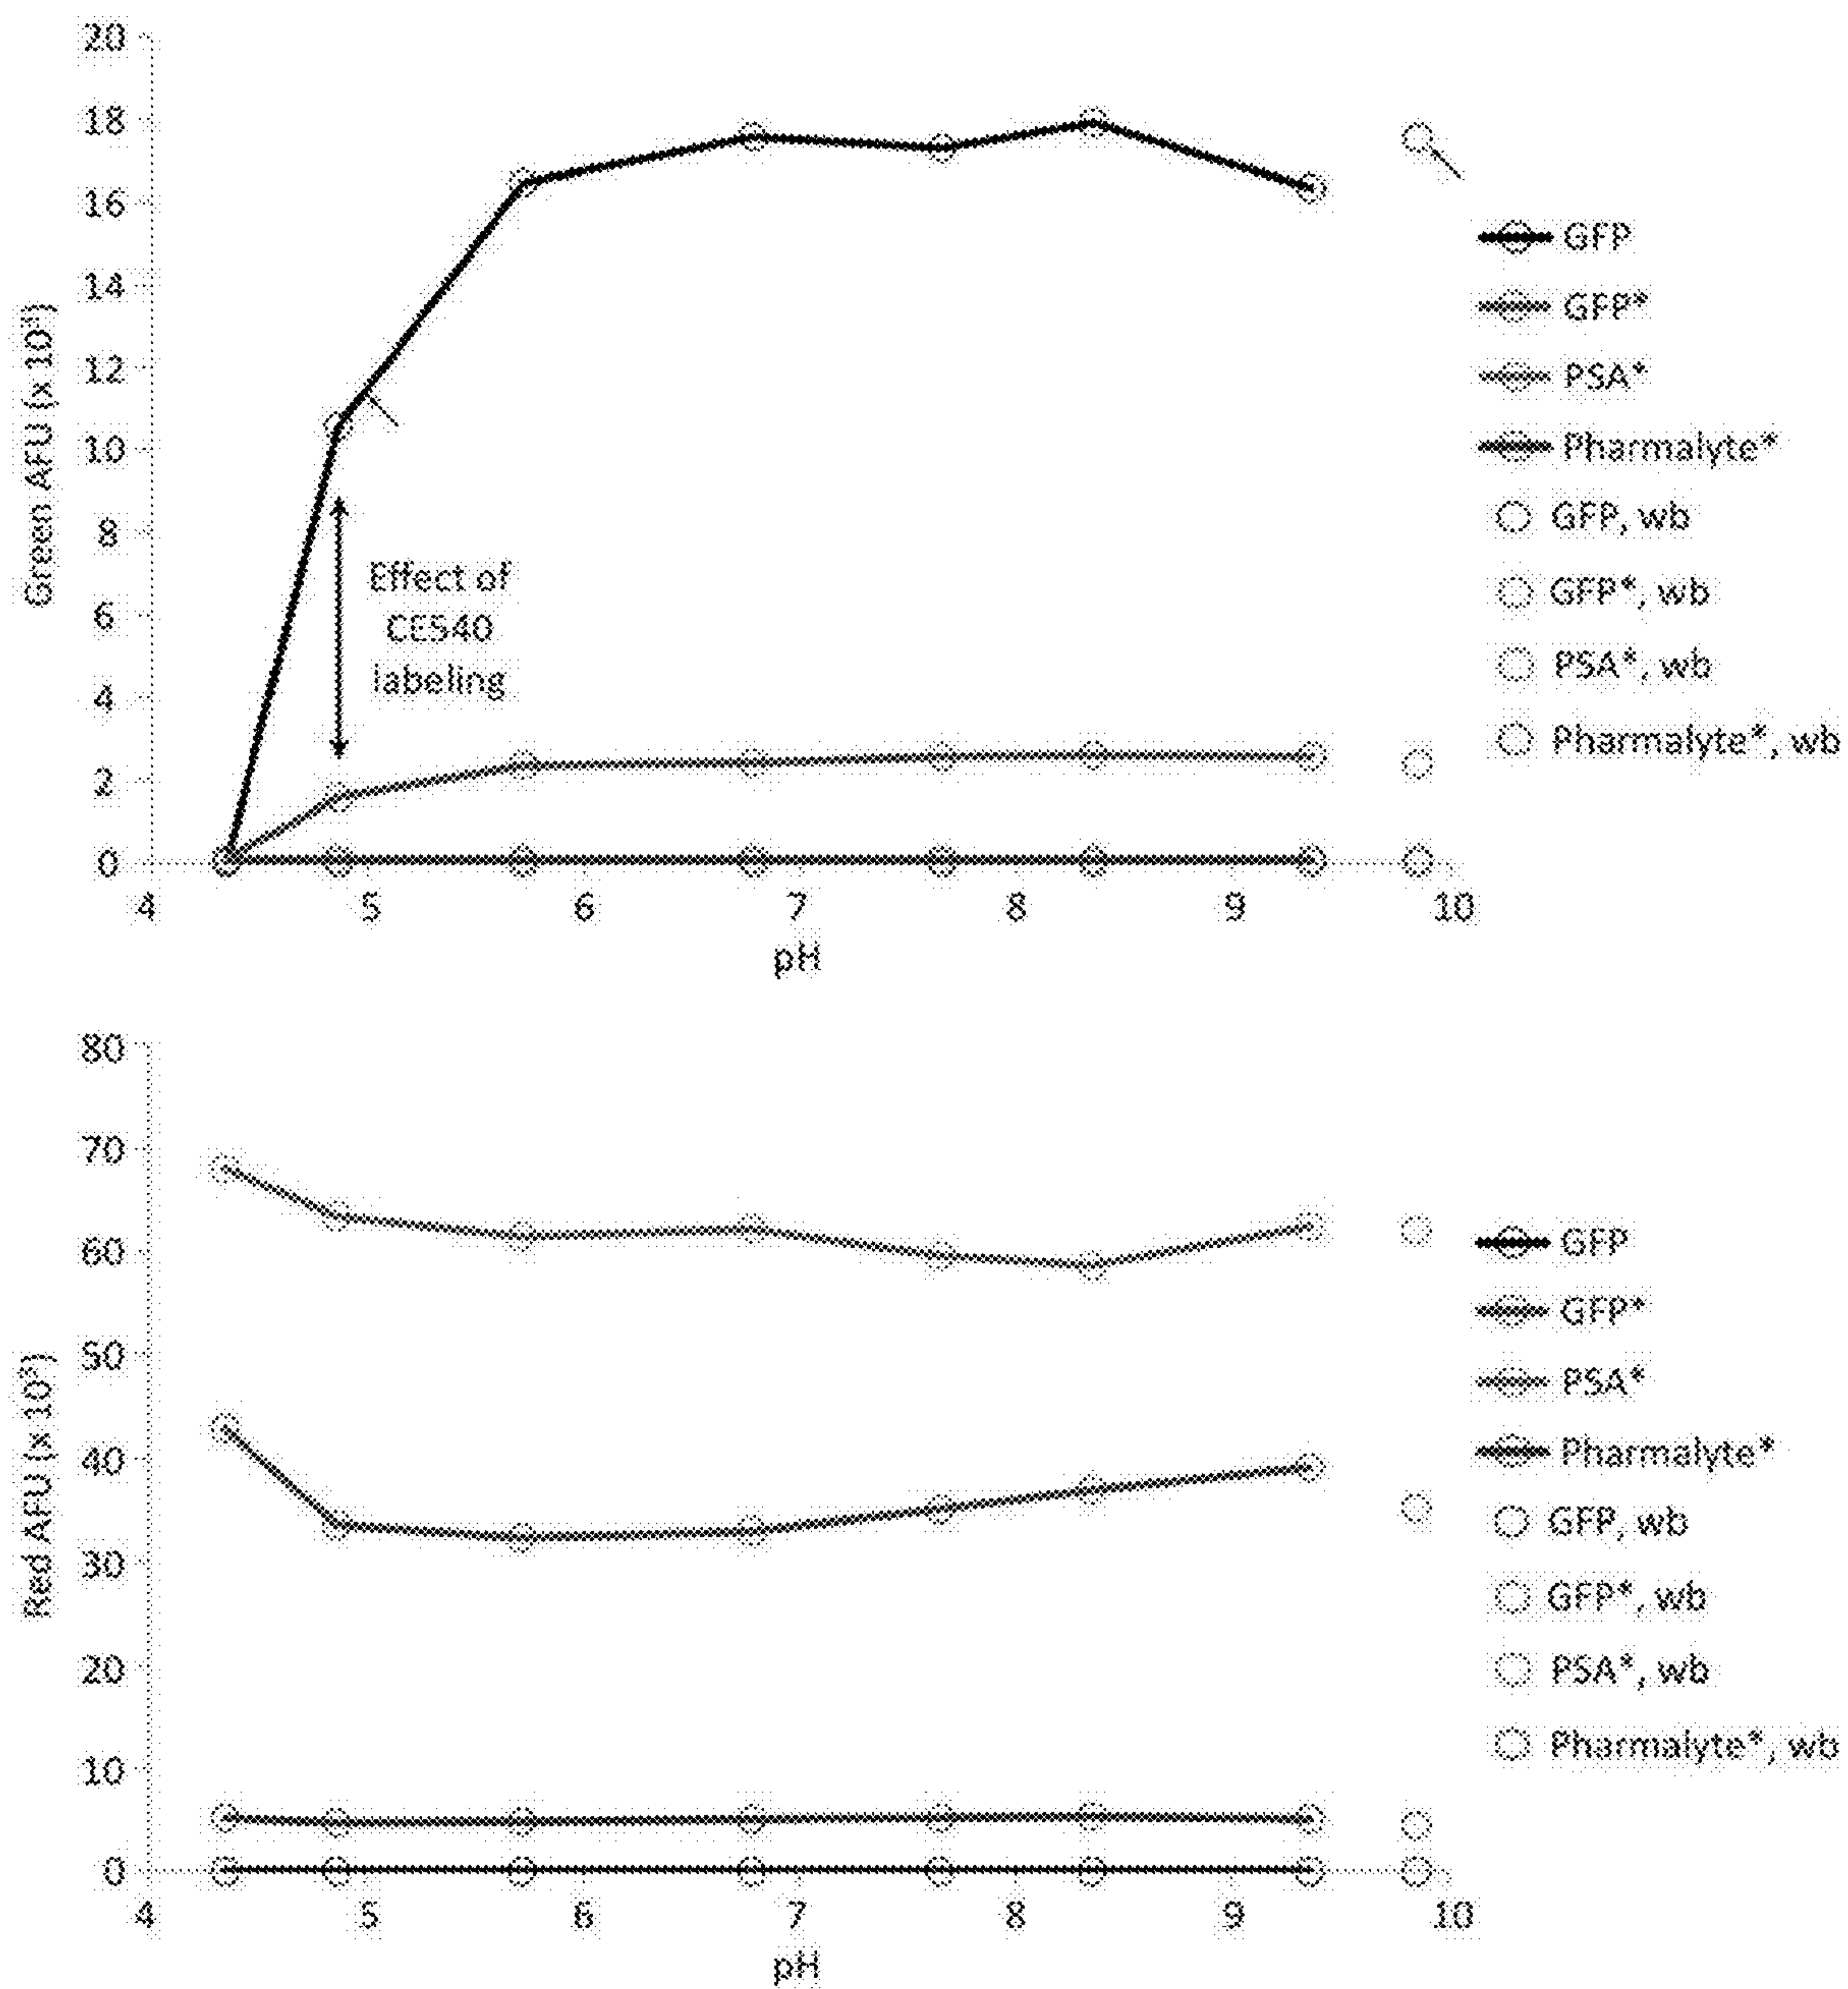 20
18
16
14
12
10
8
6
4
2
0
Green AFU (x 10⁵)
4 5 6 7 8 9 10
pH
Effect of
CE540
labeling
GFP
GFP*
PSA*
Pharmalyte*
GFP, wb
GFP*, wb
PSA*, wb
Pharmalyte*, wb
80
70
60
50
40
30
20
10
0
Red AFU (x 10⁵)
4 5 6 7 8 9 10
pH
GFP
GFP*
PSA*
Pharmalyte*
GFP, wb
GFP*, wb
PSA*, wb
Pharmalyte*, wb